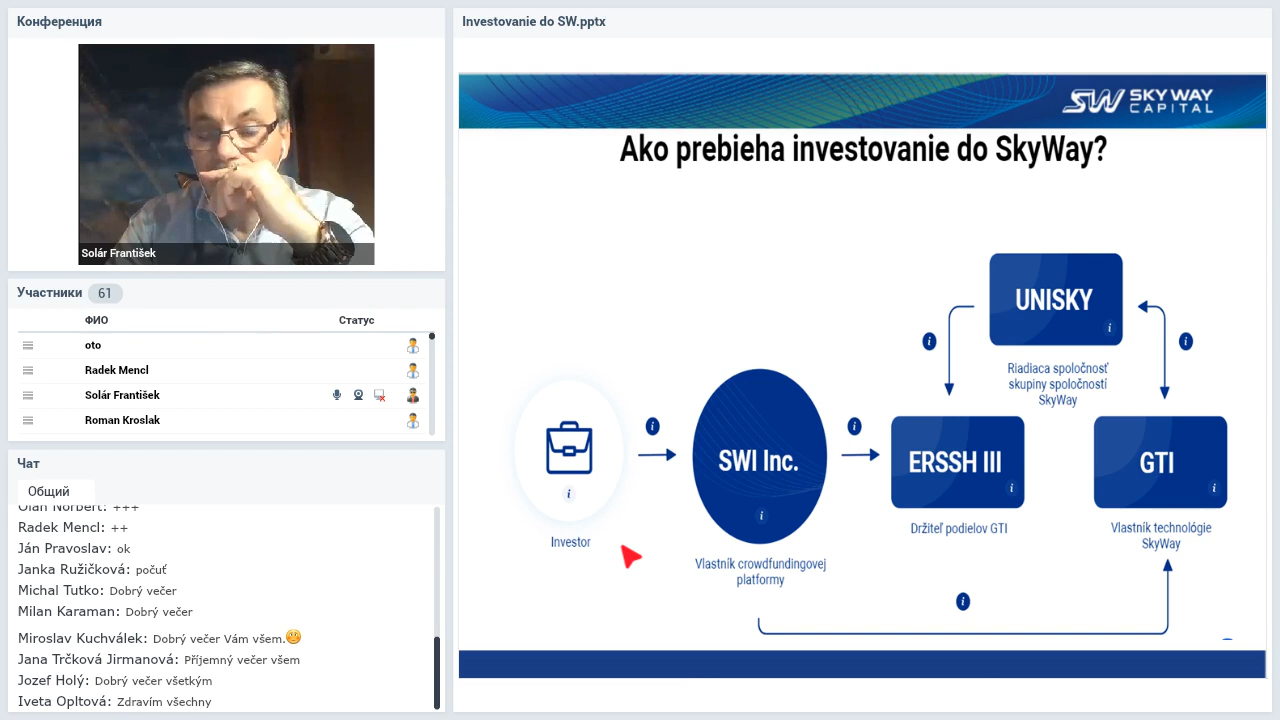 Конференция
Solár František
Участники 61
ФИО Статус
oto
Radek Mencl
Solár František
Roman Kroslak
Чат
Общий
Olah Norbert: +++
Radek Mencl: ++
Ján Pravoslav: ok
Janka Ružičková: počuť
Michal Tutko: Dobrý večer
Milan Karaman: Dobrý večer
Miroslav Kuchválek: Dobrý večer Vám všem.
Jana Trčková Jirmanová: Příjemný večer všem
Jozef Holý: Dobrý večer všetkým
Iveta Opltová: Zdravím všechny
Investovanie do SW.pptx
SW SKY WAY
CAPITAL
Ako prebieha investovanie do SkyWay?
UNISKY
i
i
i
Riadiaca spoločnosť
skupiny spoločností
SkyWay
i
i
SWI Inc.
ERSSH III
GTI
i
i
i
i
Investor
Vlastník crowdfundingovej
platformy
Držiteľ podielov GTI
Vlastník technológie
SkyWay
i